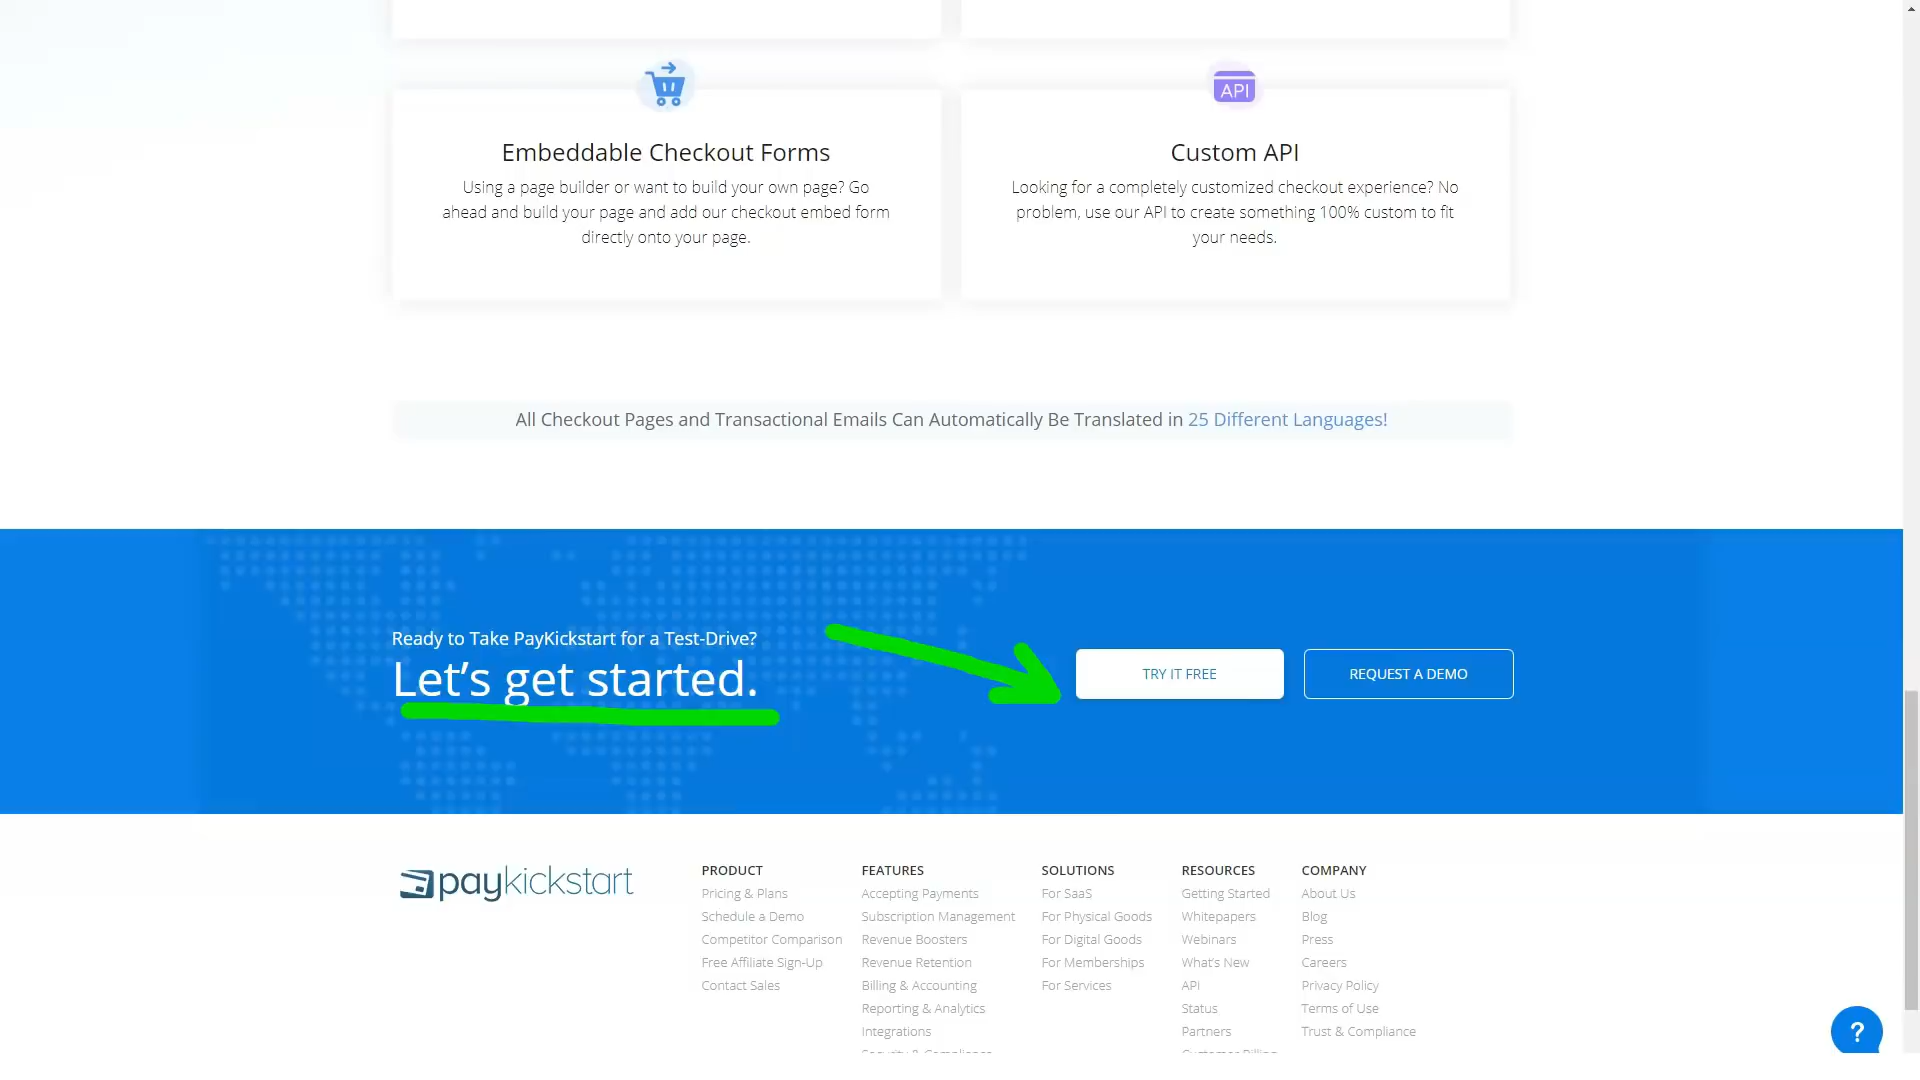 API
Embeddable Checkout Forms
Using a page builder or want to build your own page? Go
ahead and build your page and add our checkout embed form
directly onto your page.
Custom API
Looking for a completely customized checkout experience? No
problem, use our API to create something 100% custom to fit
your needs.
All Checkout Pages and Transactional Emails Can Automatically Be Translated in 25 Different Languages!
Ready to Take PayKickstart for a Test-Drive?
Let's get started.
TRY IT FREE
REQUEST A DEMO
paykickstart
PRODUCT
Pricing & Plans
Schedule a Demo
Competitor Comparison
Free Affiliate Sign-Up
Contact Sales
FEATURES
Accepting Payments
Subscription Management
Revenue Boosters
Revenue Retention
Billing & Accounting
Reporting & Analytics
Integrations
SOLUTIONS
For SaaS
For Physical Goods
For Digital Goods
For Memberships
For Services
RESOURCES
Getting Started
Whitepapers
Webinars
What's New
API
Status
Partners
COMPANY
About Us
Blog
Press
Careers
Privacy Policy
Terms of Use
Trust & Compliance
?